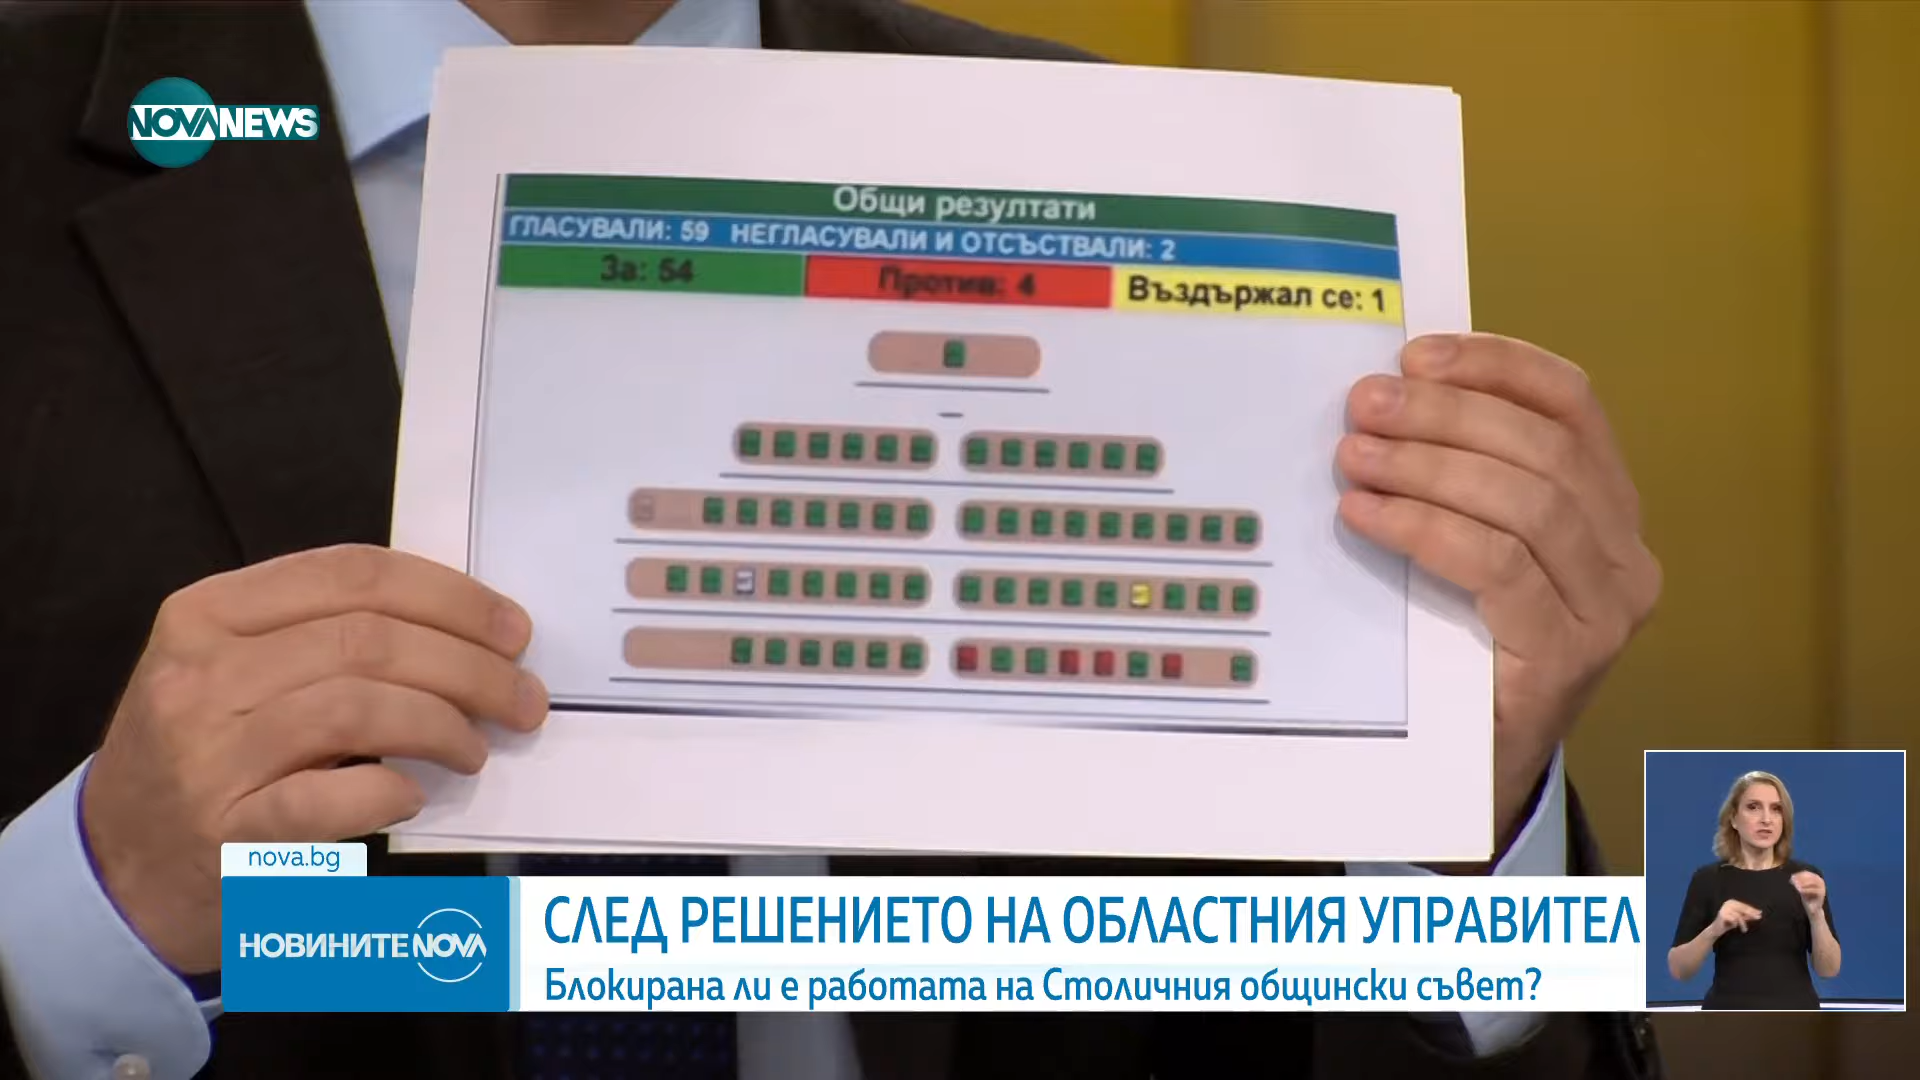 NOVANEWS
Общи резултати
ГЛАСУВАЛИ: 59 НЕГЛАСУВАЛИ И ОТСЪСТВАЛИ: 2
За: 54 Против: 4 Въздържал се: 1
nova.bg
НОВИНИТЕ NOVA
СЛЕД РЕШЕНИЕТО НА ОБЛАСТНИЯ УПРАВИТЕЛ
Блокирана ли е работата на Столичния общински съвет?